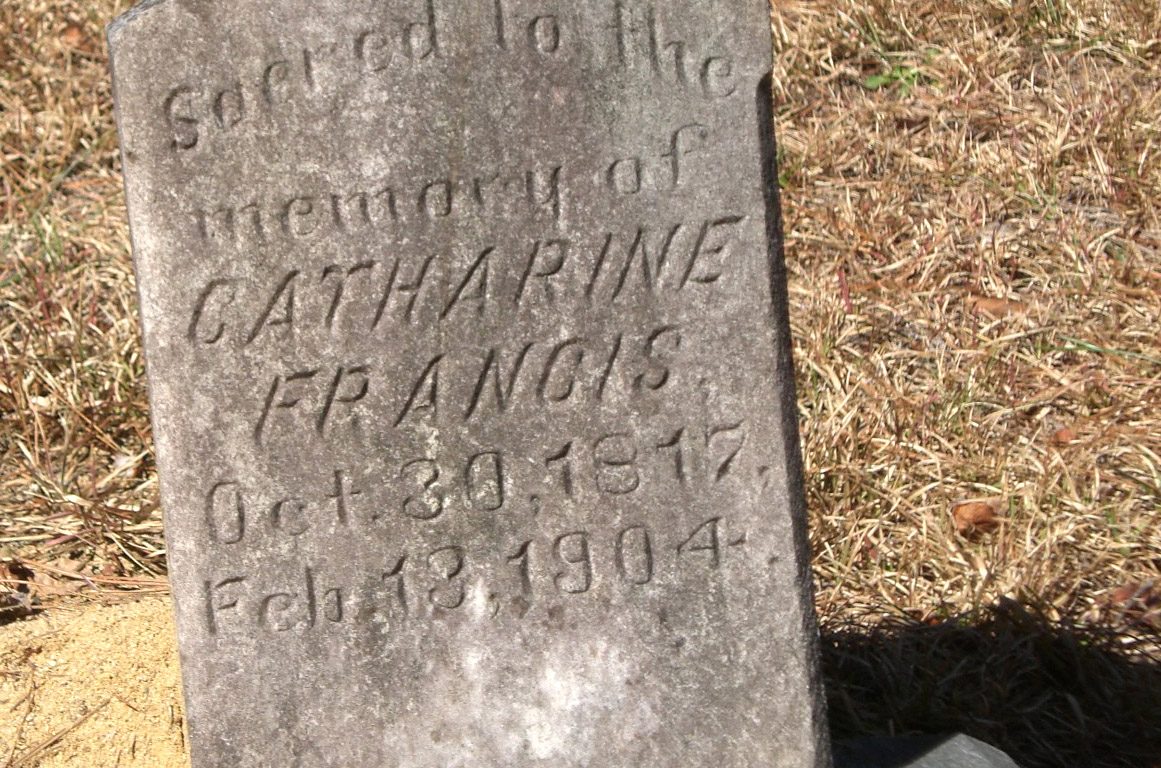 Sacred to the
memory of
CATHARINE
FRANCIS.
Oct. 30, 1817.
Feb. 13, 1904.